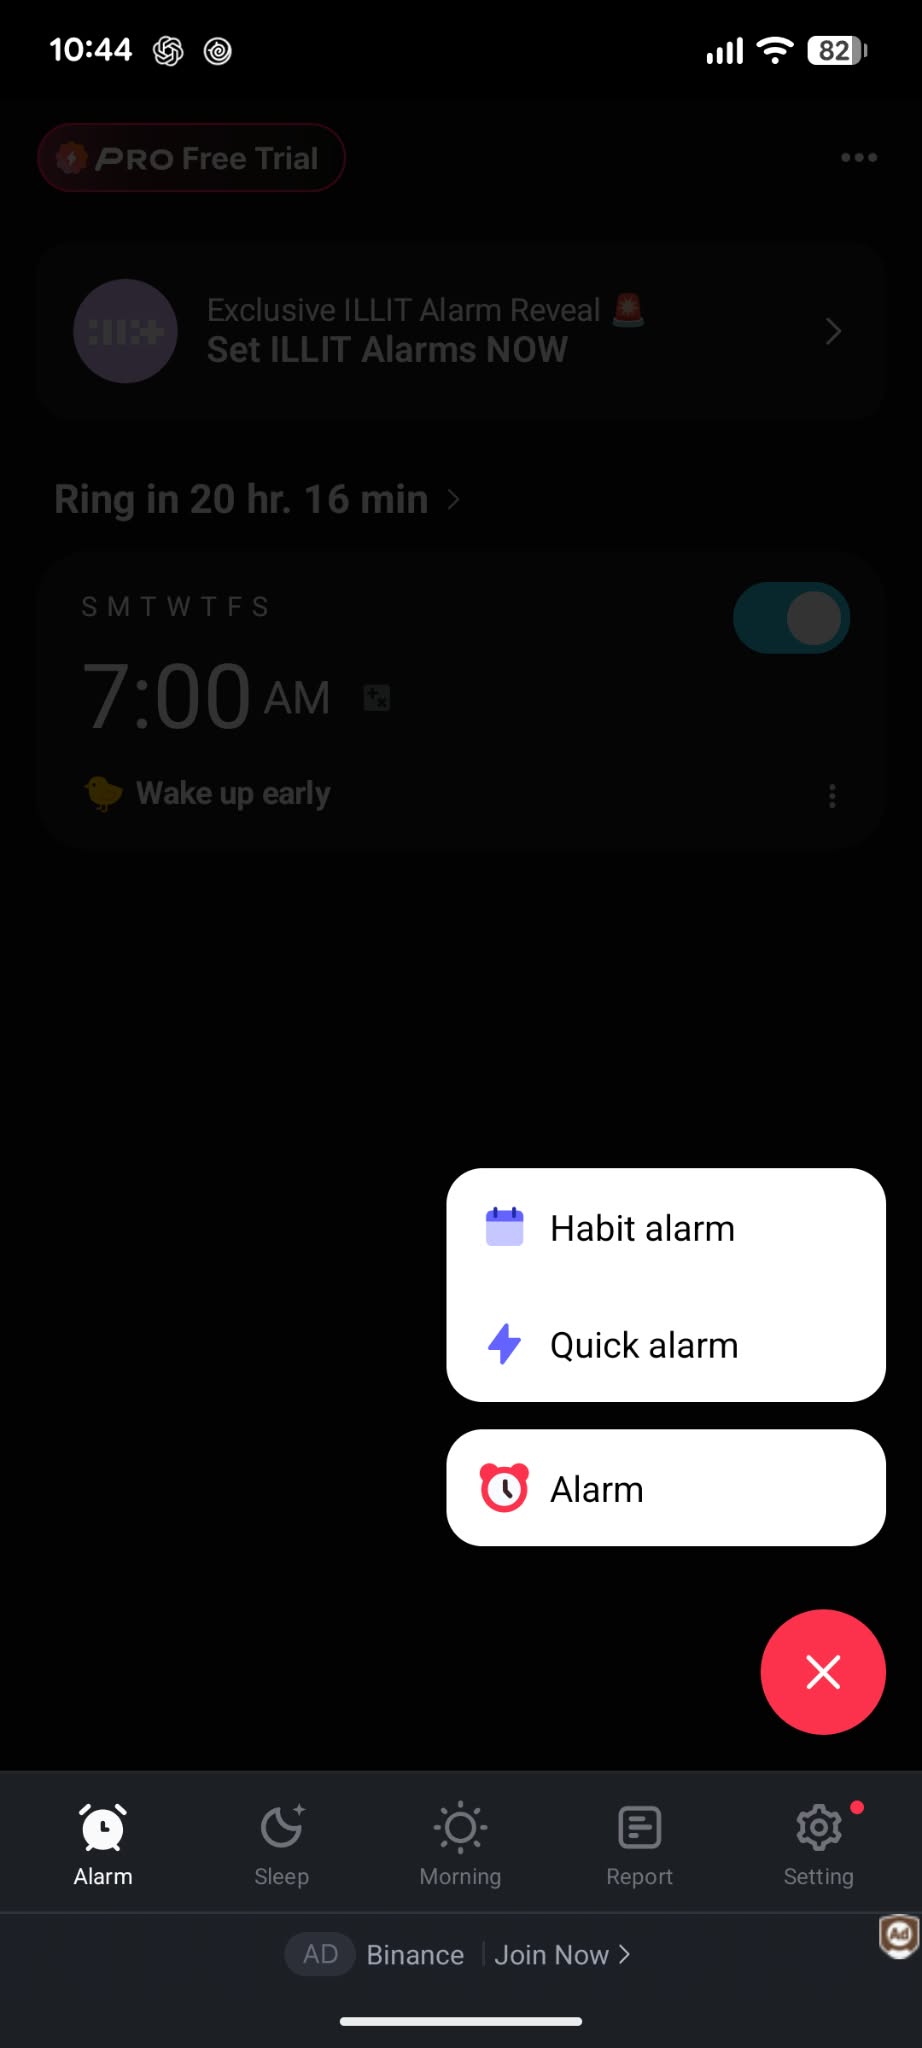 10:44
82
PRO Free Trial
Exclusive ILLIT Alarm Reveal 🚨
Set ILLIT Alarms NOW
Ring in 20 hr. 16 min
S M T W T F S
7:00 AM
🐤 Wake up early
Habit alarm
Quick alarm
Alarm
Alarm
Sleep
Morning
Report
Setting
AD Binance | Join Now >
Ad